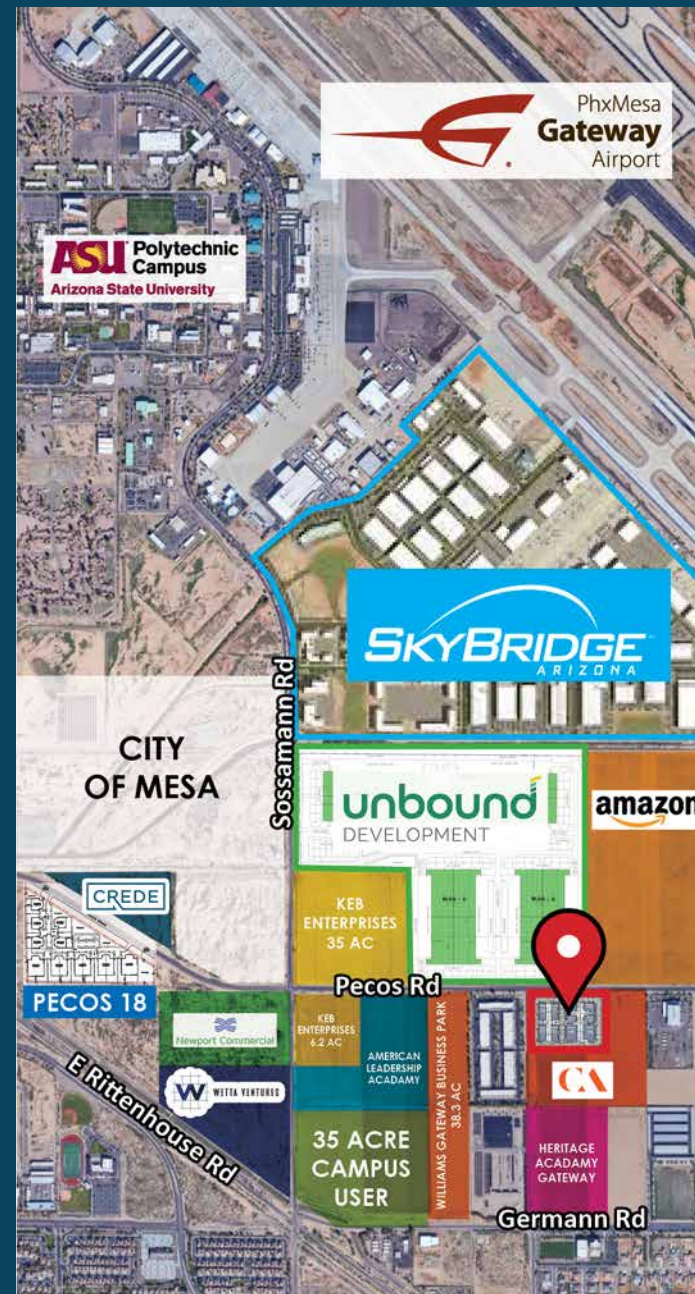 PhxMesa
Gateway
Airport
ASU Polytechnic
Campus
Arizona State University
SKYBRIDGE
ARIZONA
Sossamann Rd
CITY
OF MESA
unbound
DEVELOPMENT
amazon
CREDE
KEB
ENTERPRISES
35 AC
Pecos Rd
PECOS 18
Newport Commercial
KEB
ENTERPRISES
6.2 AC
AMERICAN
LEADERSHIP
ACADAMY
WILLIAMS GATEWAY BUSINESS PARK
38.3 AC
CA
W WETTA VENTURES
E Rittenhouse Rd
35 ACRE
CAMPUS
USER
HERITAGE
ACADAMY
GATEWAY
Germann Rd